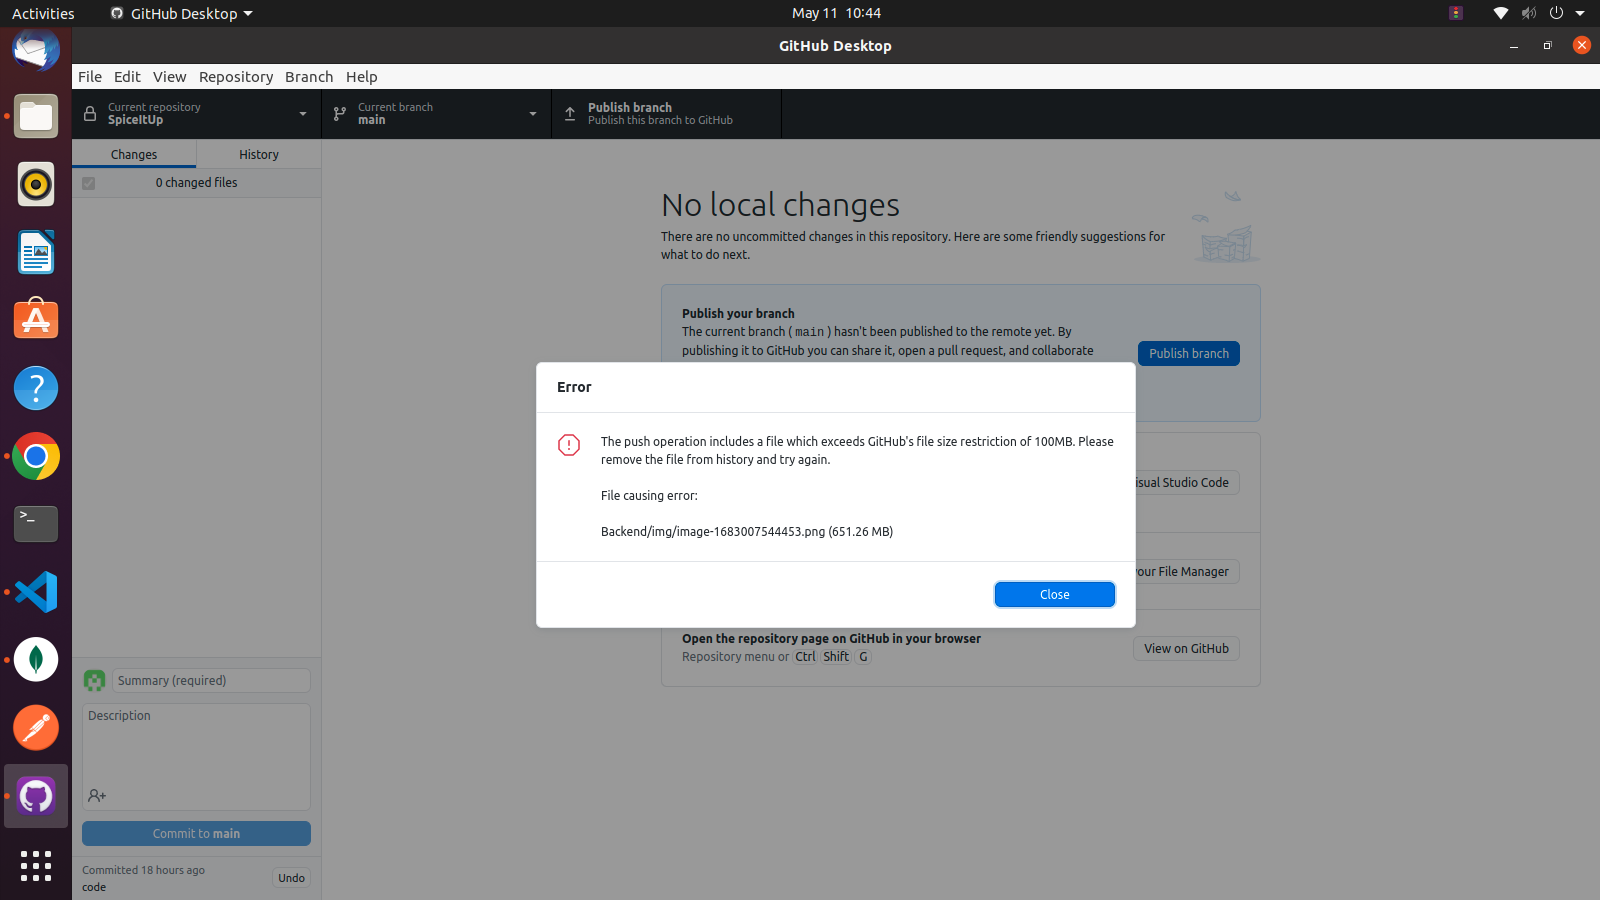 Activities
GitHub Desktop
May 11 10:44
GitHub Desktop
File Edit View Repository Branch Help
Current repository
SpiceItUp
Current branch
main
Publish branch
Publish this branch to GitHub
Changes
History
0 changed files
No local changes
There are no uncommitted changes in this repository. Here are some friendly suggestions for
what to do next.
Publish your branch
The current branch ( main ) hasn't been published to the remote yet. By
publishing it to GitHub you can share it, open a pull request, and collaborate
Publish branch
Error
The push operation includes a file which exceeds GitHub's file size restriction of 100MB. Please
remove the file from history and try again.
File causing error:
Backend/img/image-1683007544453.png (651.26 MB)
Close
Visual Studio Code
your File Manager
Open the repository page on GitHub in your browser
Repository menu or Ctrl Shift G
View on GitHub
Summary (required)
Description
Commit to main
Committed 18 hours ago
code
Undo